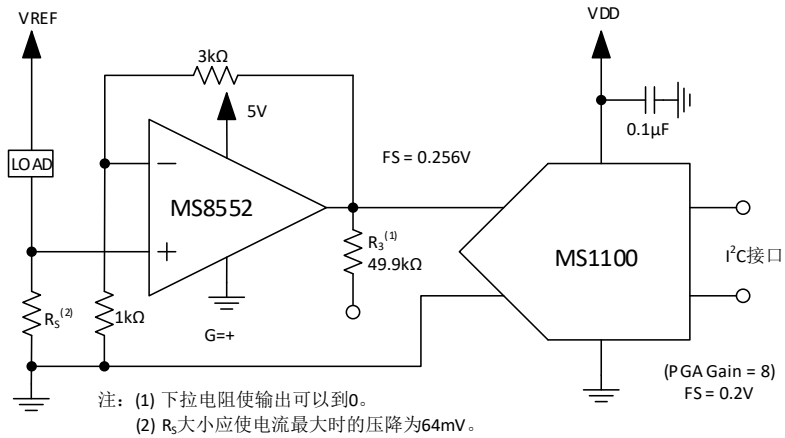 VREF
VDD
3kΩ
5V
0.1μF
LOAD
FS = 0.256V
MS8552
R₃⁽¹⁾
49.9kΩ
MS1100
I²C接口
Rₛ⁽²⁾
1kΩ
G=+
(PGA Gain = 8)
FS = 0.2V
注：(1) 下拉电阻使输出可以到0。
(2) Rₛ大小应使电流最大时的压降为64mV。